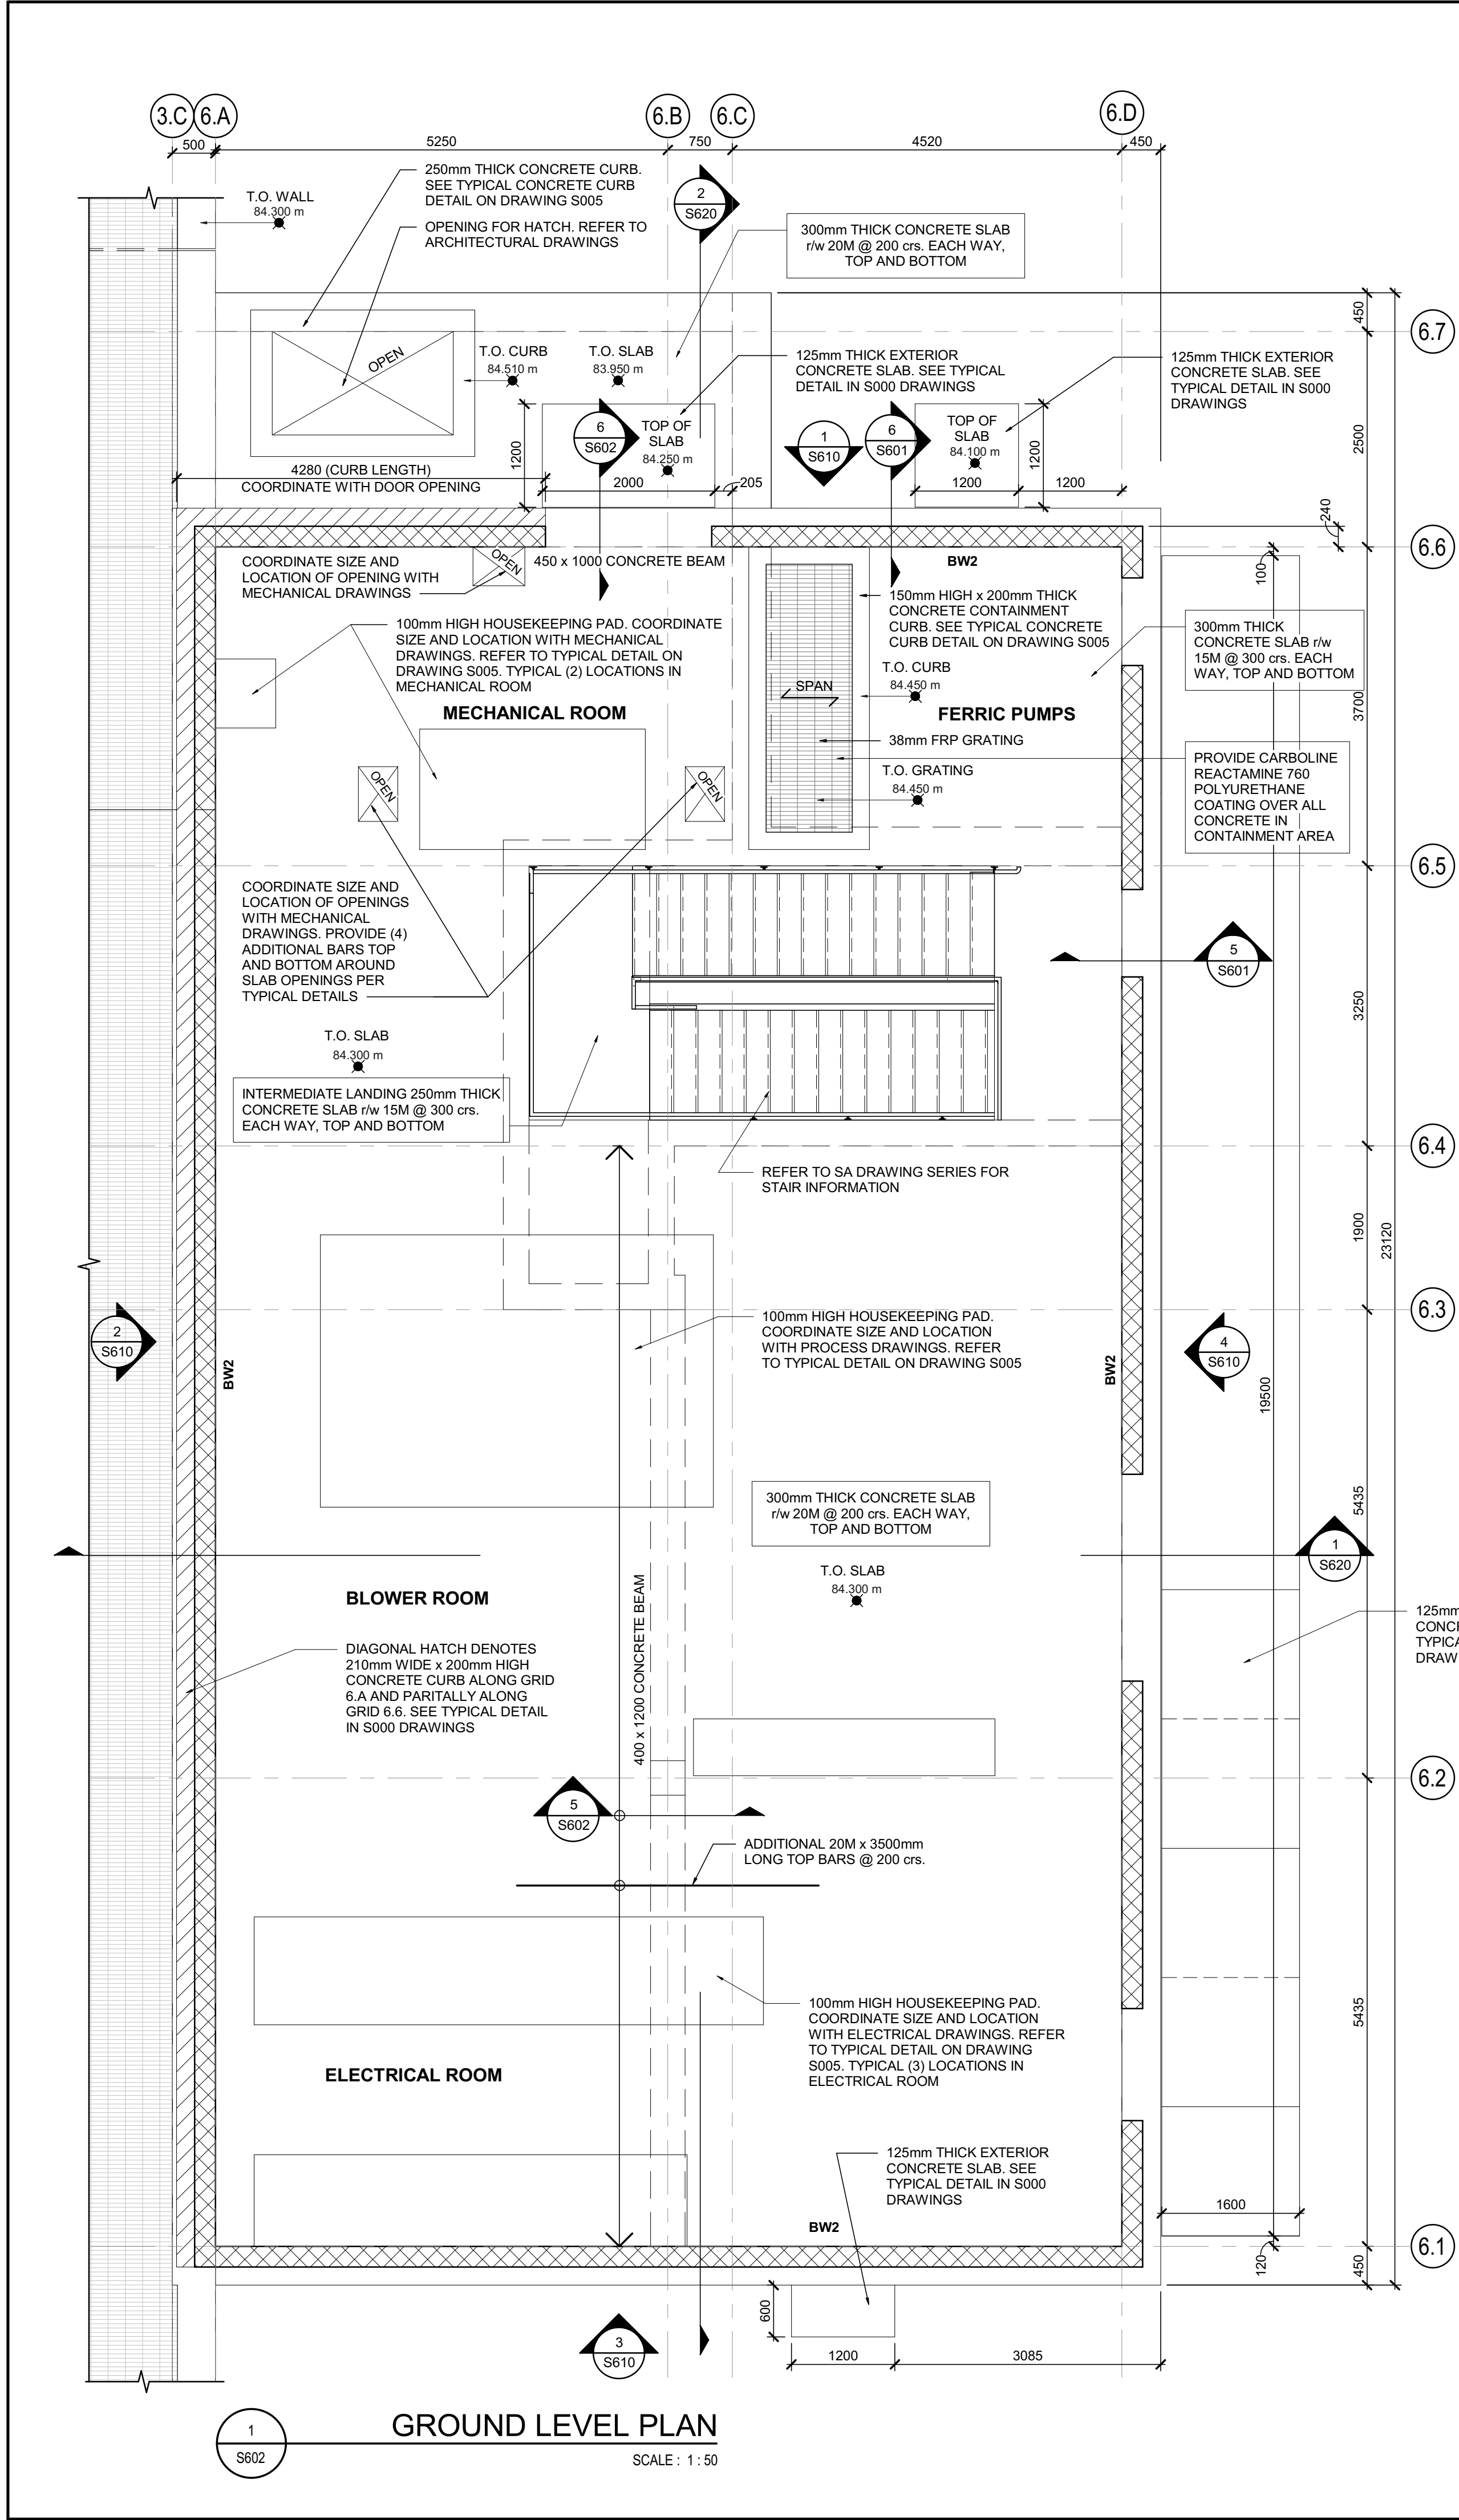 3.C
6.A
6.B
6.C
6.D
500
5250
750
4520
450
250mm THICK CONCRETE CURB.
SEE TYPICAL CONCRETE CURB
DETAIL ON DRAWING S005
T.O. WALL
84.300 m
OPENING FOR HATCH. REFER TO
ARCHITECTURAL DRAWINGS
2
S620
300mm THICK CONCRETE SLAB
r/w 20M @ 200 crs. EACH WAY,
TOP AND BOTTOM
450
6.7
OPEN
T.O. CURB
84.510 m
T.O. SLAB
83.950 m
125mm THICK EXTERIOR
CONCRETE SLAB. SEE TYPICAL
DETAIL IN S000 DRAWINGS
125mm THICK EXTERIOR
CONCRETE SLAB. SEE
TYPICAL DETAIL IN S000
DRAWINGS
6
S602
TOP OF
SLAB
84.250 m
1
S610
6
S601
TOP OF
SLAB
84.100 m
1200
1200
2500
4280 (CURB LENGTH)
COORDINATE WITH DOOR OPENING
2000
205
1200
1200
240
6.6
COORDINATE SIZE AND
LOCATION OF OPENING WITH
MECHANICAL DRAWINGS
OPEN
450 x 1000 CONCRETE BEAM
BW2
100
150mm HIGH x 200mm THICK
CONCRETE CONTAINMENT
CURB. SEE TYPICAL CONCRETE
CURB DETAIL ON DRAWING S005
100mm HIGH HOUSEKEEPING PAD. COORDINATE
SIZE AND LOCATION WITH MECHANICAL
DRAWINGS. REFER TO TYPICAL DETAIL ON
DRAWING S005. TYPICAL (2) LOCATIONS IN
MECHANICAL ROOM
300mm THICK
CONCRETE SLAB r/w
15M @ 300 crs. EACH
WAY, TOP AND BOTTOM
T.O. CURB
84.450 m
SPAN
MECHANICAL ROOM
FERRIC PUMPS
3700
38mm FRP GRATING
T.O. GRATING
84.450 m
PROVIDE CARBOLINE
REACTAMINE 760
POLYURETHANE
COATING OVER ALL
CONCRETE IN
CONTAINMENT AREA
OPEN
OPEN
6.5
COORDINATE SIZE AND
LOCATION OF OPENINGS
WITH MECHANICAL
DRAWINGS. PROVIDE (4)
ADDITIONAL BARS TOP
AND BOTTOM AROUND
SLAB OPENINGS PER
TYPICAL DETAILS
5
S601
3250
T.O. SLAB
84.300 m
INTERMEDIATE LANDING 250mm THICK
CONCRETE SLAB r/w 15M @ 300 crs.
EACH WAY, TOP AND BOTTOM
6.4
REFER TO SA DRAWING SERIES FOR
STAIR INFORMATION
1900
23120
6.3
2
S610
BW2
100mm HIGH HOUSEKEEPING PAD.
COORDINATE SIZE AND LOCATION
WITH PROCESS DRAWINGS. REFER
TO TYPICAL DETAIL ON DRAWING S005
BW2
4
S610
19500
300mm THICK CONCRETE SLAB
r/w 20M @ 200 crs. EACH WAY,
TOP AND BOTTOM
5435
1
S620
T.O. SLAB
84.300 m
BLOWER ROOM
400 x 1200 CONCRETE BEAM
DIAGONAL HATCH DENOTES
210mm WIDE x 200mm HIGH
CONCRETE CURB ALONG GRID
6.A AND PARITALLY ALONG
GRID 6.6. SEE TYPICAL DETAIL
IN S000 DRAWINGS
125mm
CONC
TYPICA
DRAW
6.2
5
S602
ADDITIONAL 20M x 3500mm
LONG TOP BARS @ 200 crs.
5435
100mm HIGH HOUSEKEEPING PAD.
COORDINATE SIZE AND LOCATION
WITH ELECTRICAL DRAWINGS. REFER
TO TYPICAL DETAIL ON DRAWING
S005. TYPICAL (3) LOCATIONS IN
ELECTRICAL ROOM
ELECTRICAL ROOM
125mm THICK EXTERIOR
CONCRETE SLAB. SEE
TYPICAL DETAIL IN S000
DRAWINGS
BW2
1600
6.1
120
450
600
3
S610
1200
3085
1
S602
GROUND LEVEL PLAN
SCALE : 1 : 50